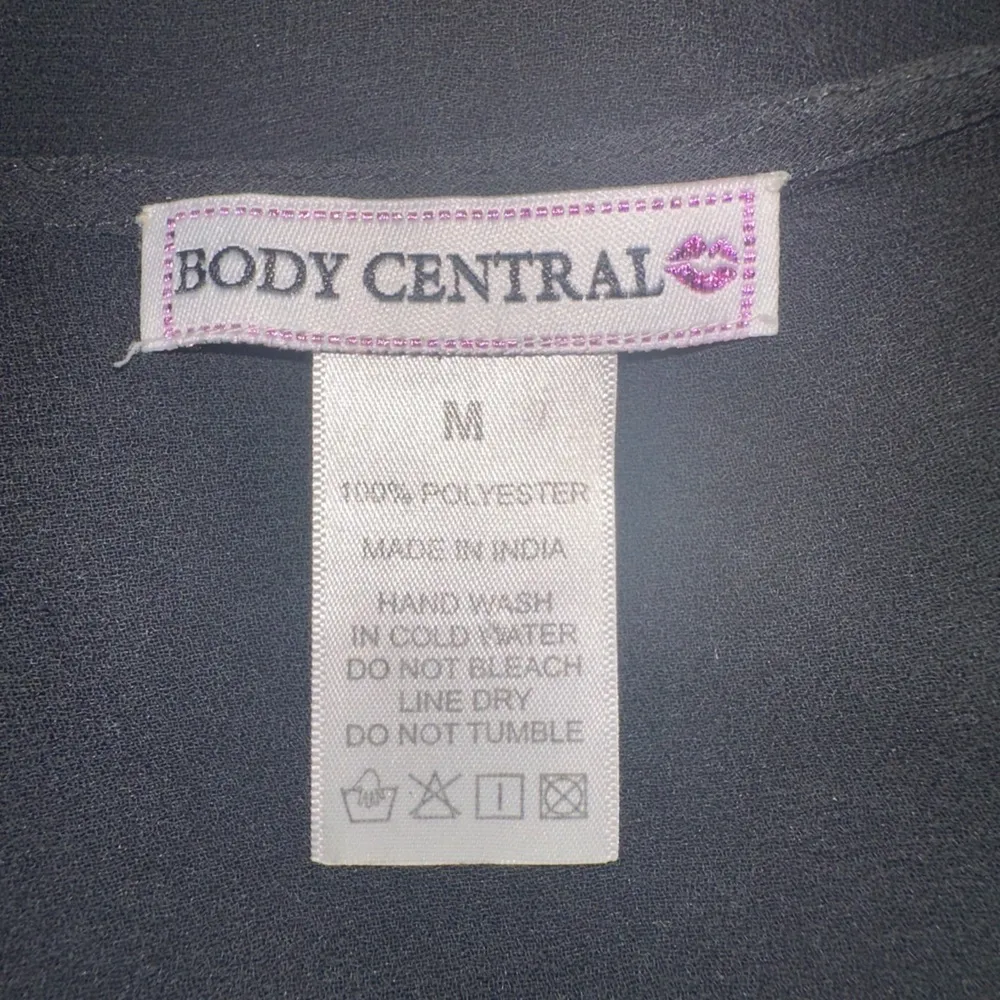 BODY CENTRAL
M
100% POLYESTER
MADE IN INDIA
HAND WASH
IN COLD WATER
DO NOT BLEACH
LINE DRY
DO NOT TUMBLE